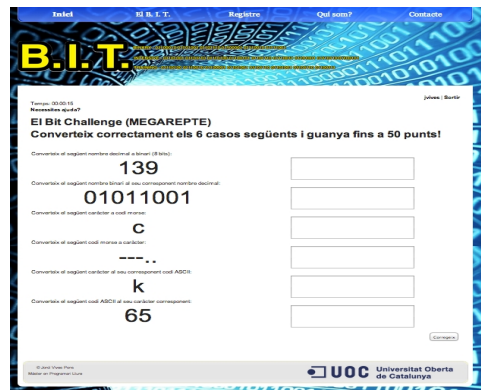 Inici El B. I. T. Registre Qui som? Contacte
B.I.T.
jvives | Sortir
Temps: 00:00:15
Necessites ajuda?
El Bit Challenge (MEGAREPTE)
Converteix correctament els 6 casos següents i guanya fins a 50 punts!
Converteix el següent nombre decimal a binari (8 bits):
139
Converteix el següent nombre binari al seu corresponent nombre decimal:
01011001
Converteix el següent caràcter a codi morse:
C
Converteix el següent codi morse a caràcter:
---..
Converteix el següent caràcter al seu corresponent codi ASCII:
k
Converteix el següent codi ASCII al seu caràcter corresponent:
65
Corregeix
© Jordi Vives Pons
Màster en Programari Lliure
UOC Universitat Oberta
de Catalunya